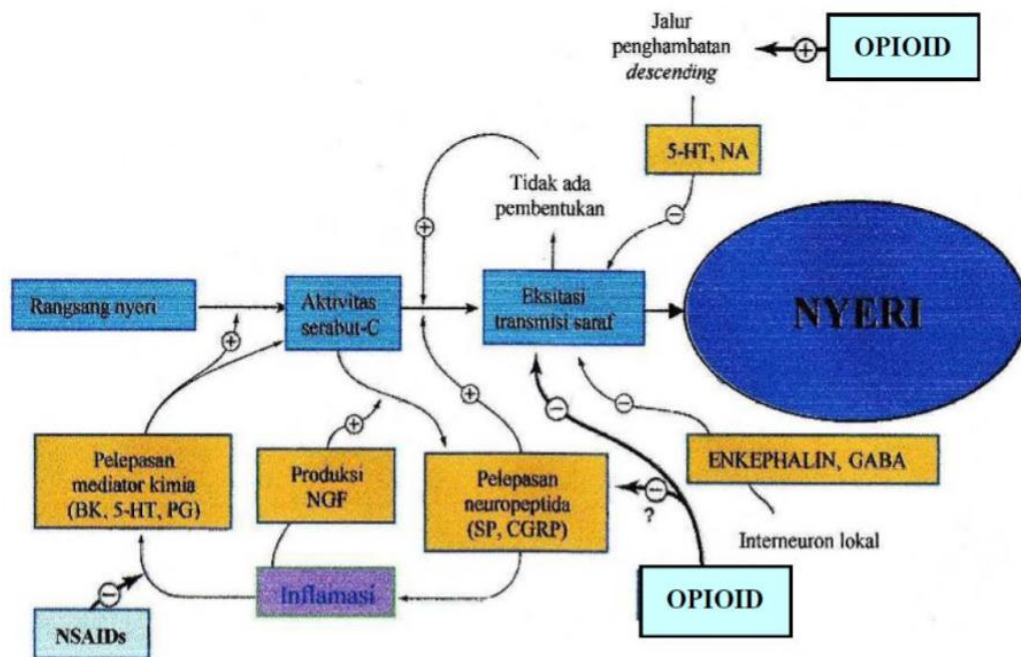 Jalur
penghambatan
descending
+
OPIOID
5-HT, NA
Tidak ada
pembentukan
−
+
Rangsang nyeri
Aktivitas
serabut-C
Eksitasi
transmisi saraf
NYERI
+
+
+
−
−
Pelepasan
mediator kimia
(BK, 5-HT, PG)
Produksi
NGF
Pelepasan
neuropeptida
(SP, CGRP)
−
?
ENKEPHALIN, GABA
Interneuron lokal
Inflamasi
OPIOID
−
NSAIDs